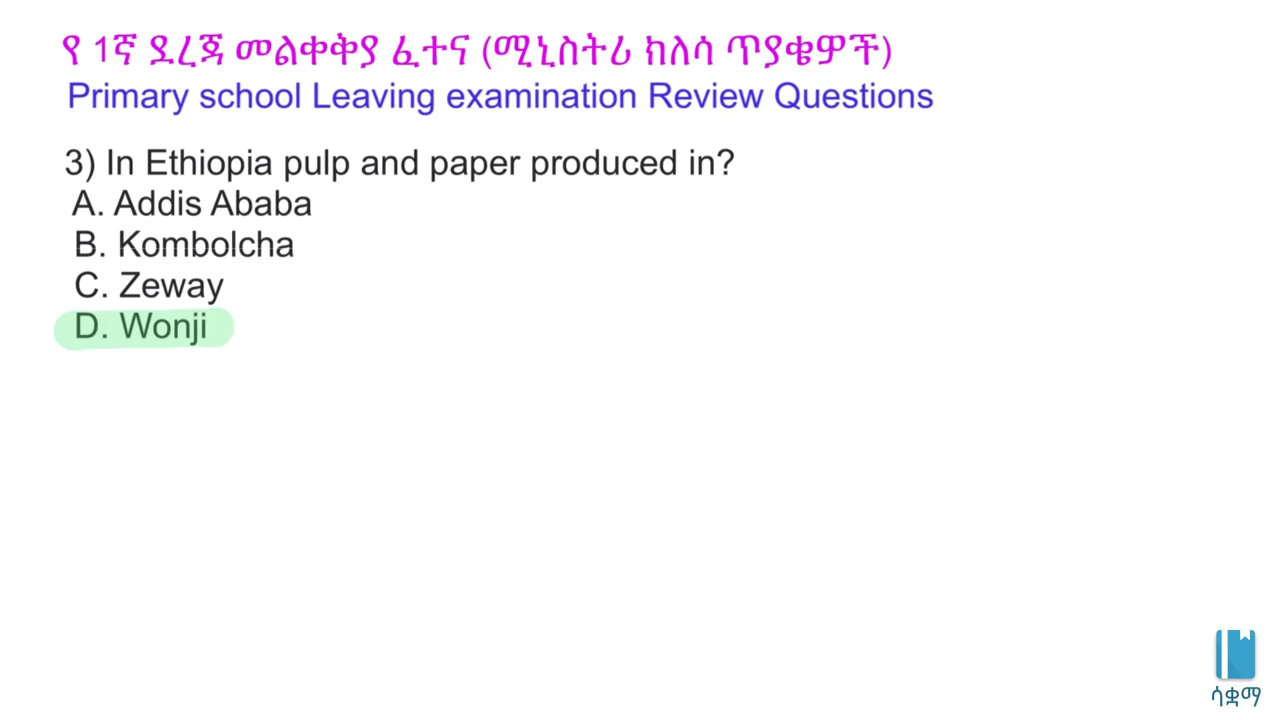 የ 1ኛ ደረጃ መልቀቅያ ፈተና (ሚኒስትሪ ክለሳ ጥያቄዎች)
Primary school Leaving examination Review Questions
3) In Ethiopia pulp and paper produced in?
A. Addis Ababa
B. Kombolcha
C. Zeway
D. Wonji
ሳቋማ